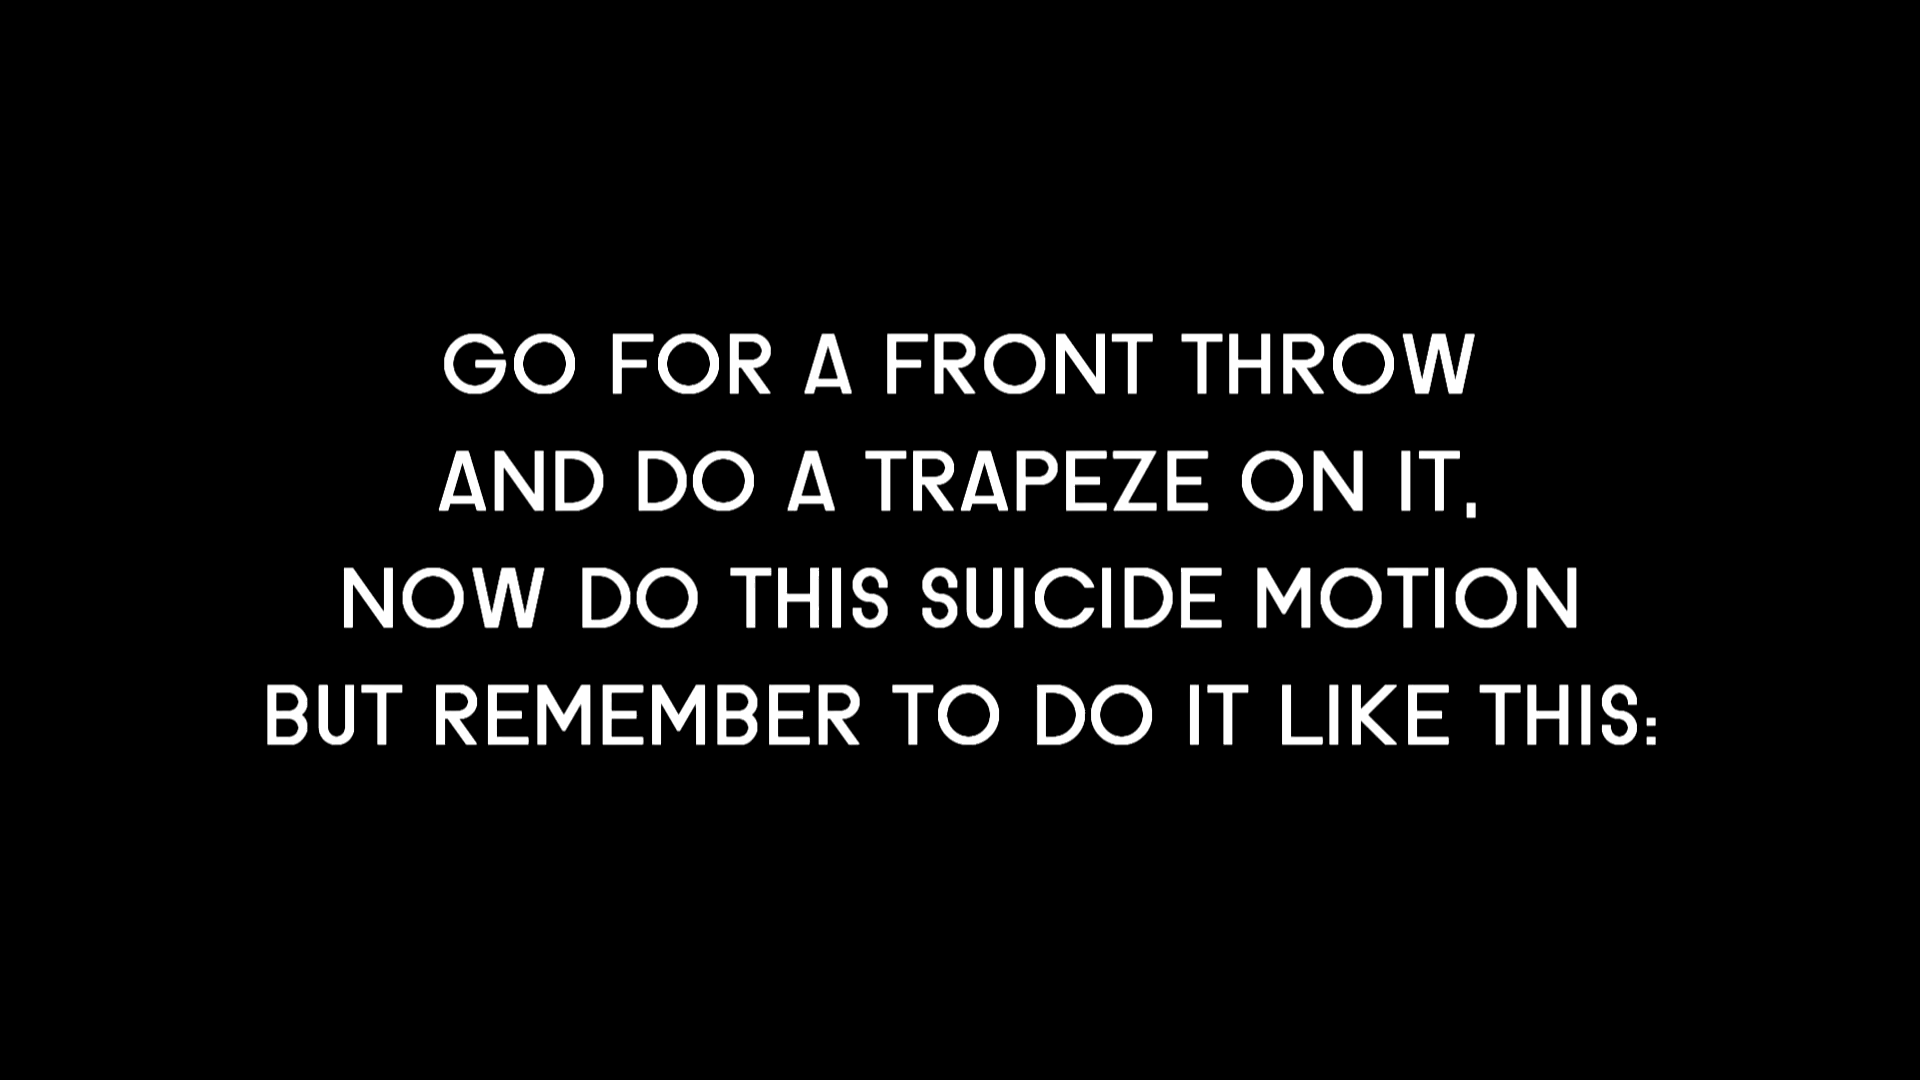 GO FOR A FRONT THROW
AND DO A TRAPEZE ON IT,
NOW DO THIS SUICIDE MOTION
BUT REMEMBER TO DO IT LIKE THIS: